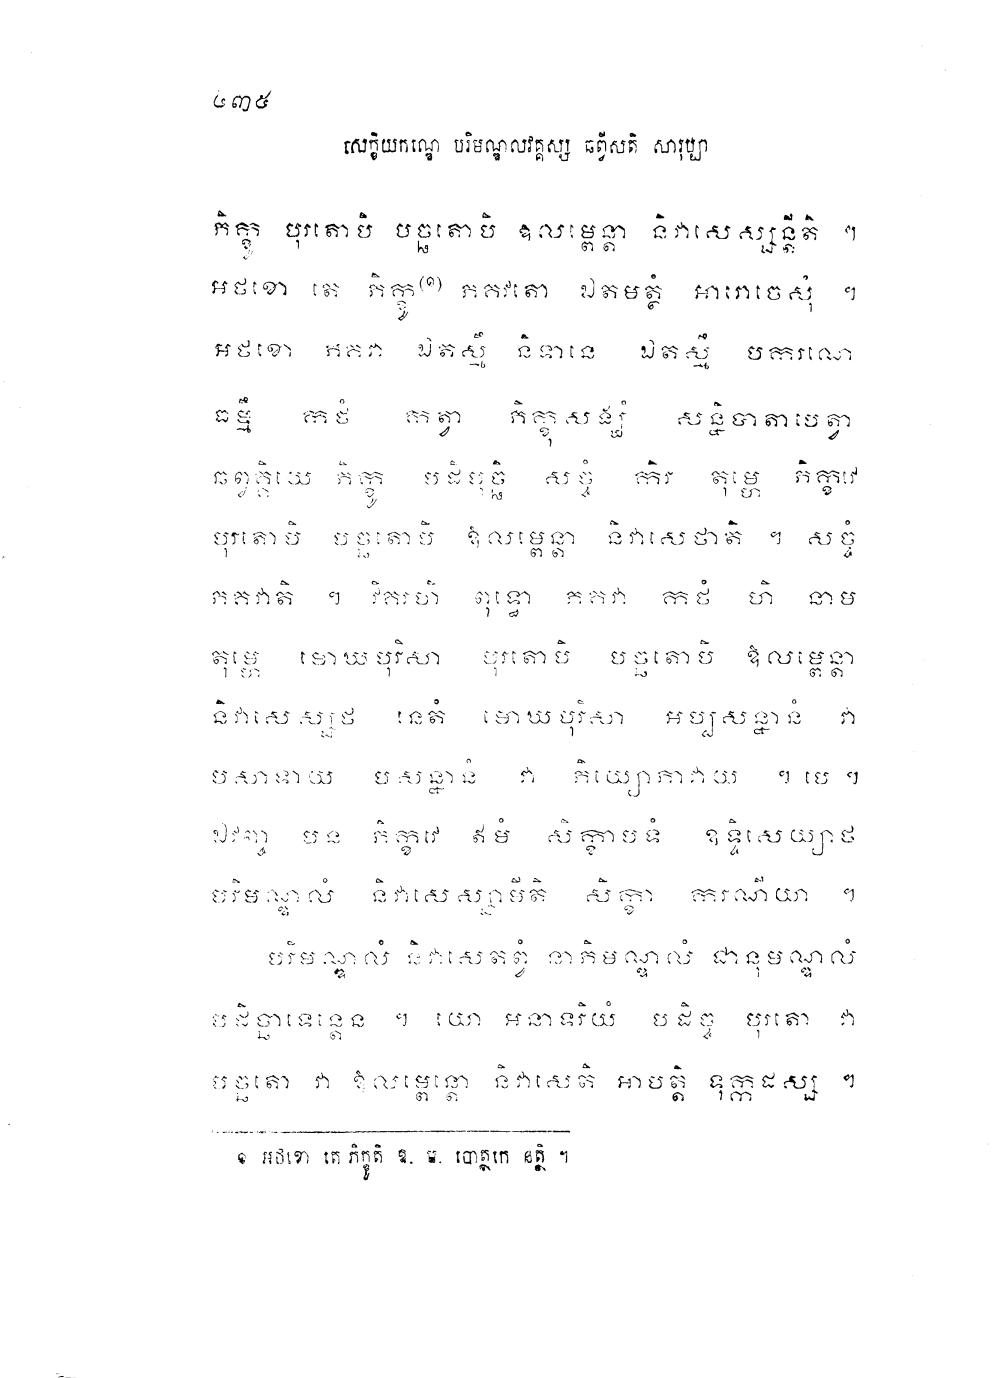 ៤៣៥
សេក្ខិយកណ្ឌេ បរិមណ្ឌលវគ្គស្ស ឆព្វីសតិ សារុប្បា
ភិក្ខូ បុរតោបិ បច្ឆតោបិ ឱលម្ពេន្តា និវាសេស្សន្តីតិ ។
អថខោ តេ ភិក្ខូ(១) ភគវតោ ឯតមត្ថំ អារោចេសុំ ។
អថខោ ភគវា ឯតស្មឹ និទានេ ឯតស្មឹ បករណេ
ធម្មឹ កថំ កត្វា ភិក្ខុសង្ឃំ សន្និបាតាបេត្វា
ឆព្វគ្គិយេ ភិក្ខូ បដិបុច្ឆិ សច្ចំ កិរ តុម្ហេ ភិក្ខវេ
បុរតោបិ បច្ឆតោបិ ឱលម្ពេន្តា និវាសេថាតិ ។ សច្ចំ
ភគវាតិ ។ វិគរហិ ពុទ្ធោ ភគវា កថំ ហិ នាម
តុម្ហេ មោឃបុរិសា បុរតោបិ បច្ឆតោបិ ឱលម្ពេន្តា
និវាសេស្សថ នេតំ មោឃបុរិសា អប្បសន្នានំ វា
បសាទាយ បសន្នានំ វា ភិយ្យោភាវាយ ។ បេ ។
ឯវញ្ច បន ភិក្ខវេ ឥមំ សិក្ខាបទំ ឧទ្ទិសេយ្យាថ
បរិមណ្ឌលំ និវាសេស្សាមីតិ សិក្ខា ករណីយា ។
បរិមណ្ឌលំ និវាសេតព្វំ នាភិមណ្ឌលំ ជានុមណ្ឌលំ
បដិច្ឆាទេន្តេន ។ យោ អនាទរិយំ បដិច្ច បុរតោ វា
បច្ឆតោ វា ឱលម្ពេន្តោ និវាសេតិ អាបត្តិ ទុក្កដស្ស ។
១ អថខោ តេ ភិក្ខូតិ ឱ. ម. បោត្ថកេ នត្ថិ ។